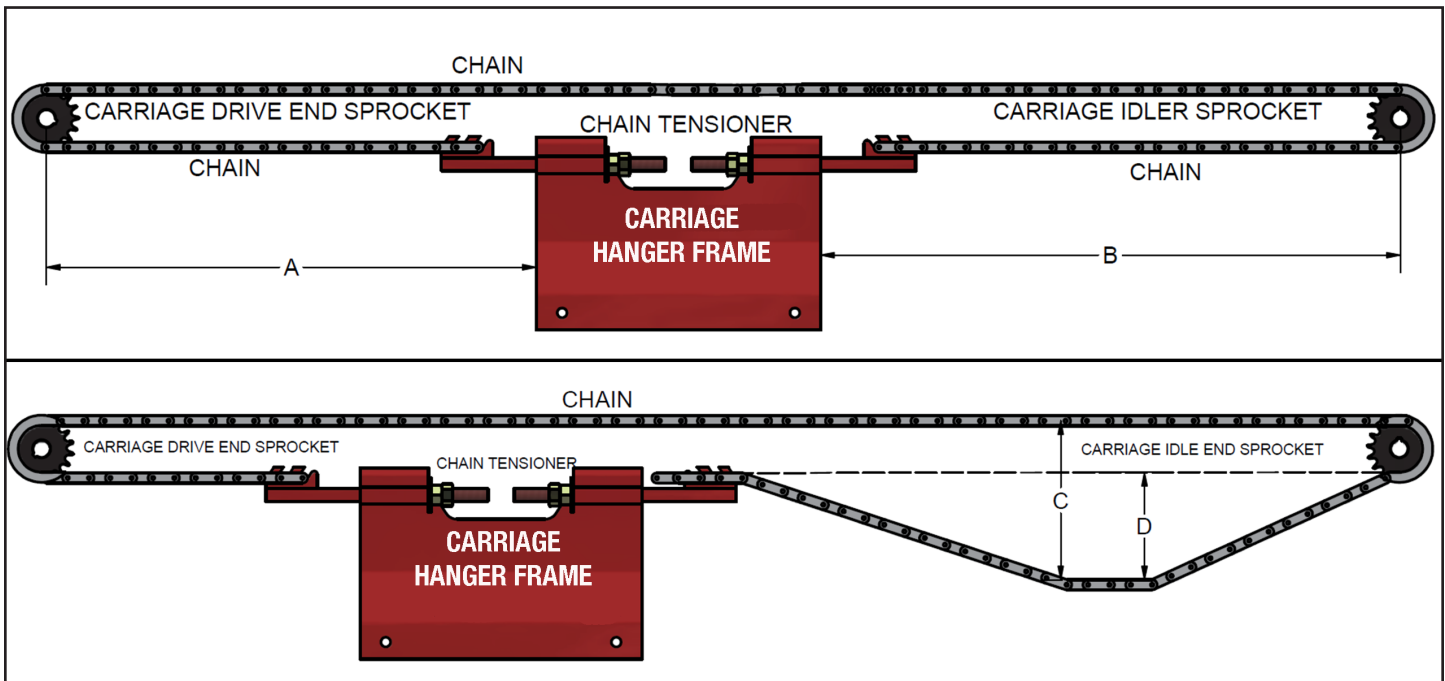 CHAIN
CARRIAGE DRIVE END SPROCKET
CARRIAGE IDLER SPROCKET
CHAIN TENSIONER
CHAIN
CHAIN
CARRIAGE
HANGER FRAME
A
B
CHAIN
CARRIAGE DRIVE END SPROCKET
CARRIAGE IDLE END SPROCKET
CHAIN TENSIONER
C
D
CARRIAGE
HANGER FRAME